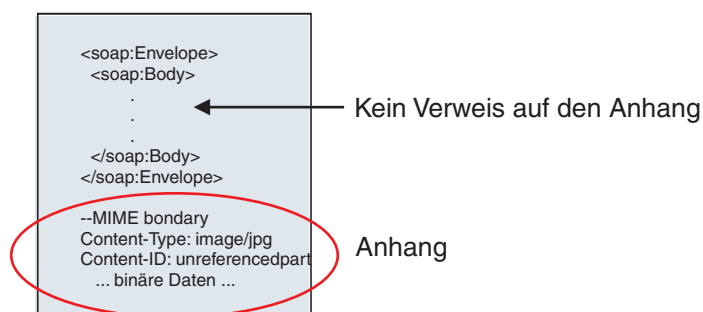 <soap:Envelope>
<soap:Body>
.
.
.
Kein Verweis auf den Anhang
</soap:Body>
</soap:Envelope>
--MIME bondary
Content-Type: image/jpg
Content-ID: unreferencedpart
... binäre Daten ...
Anhang